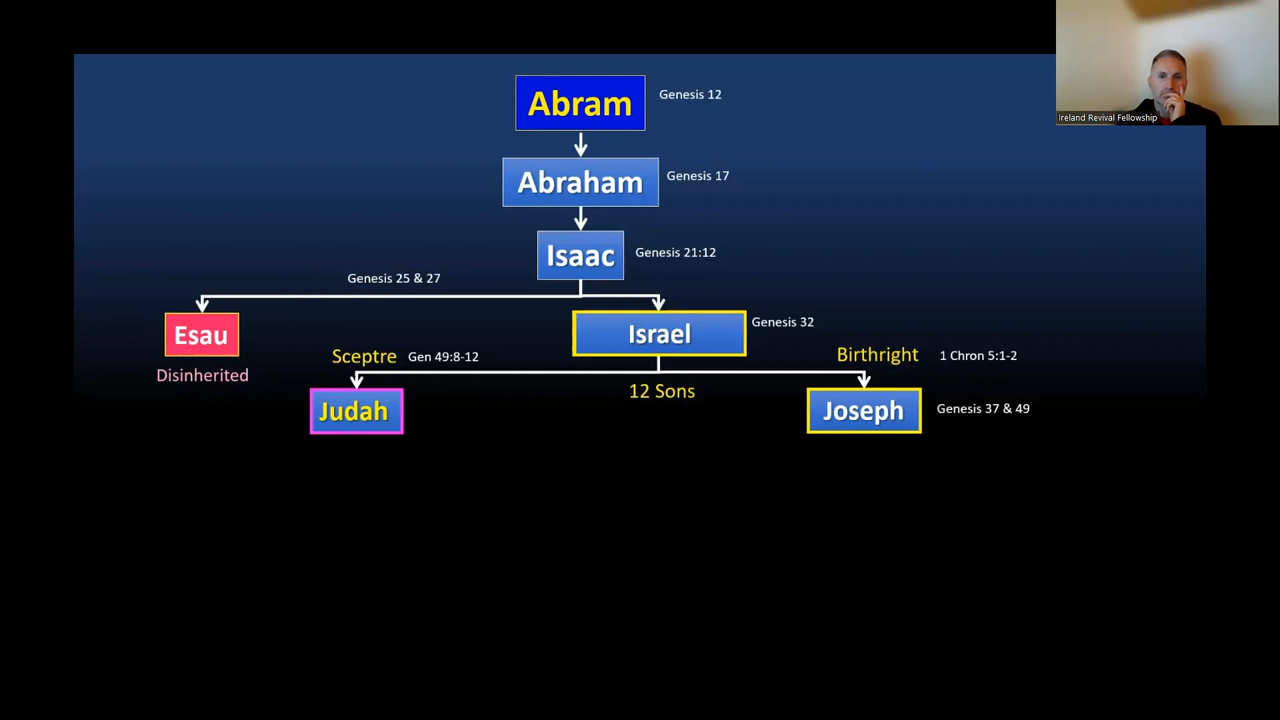 Abram
Genesis 12
Ireland Revival Fellowship
Abraham
Genesis 17
Isaac
Genesis 21:12
Genesis 25 & 27
Esau
Disinherited
Israel
Genesis 32
Sceptre
Gen 49:8-12
Birthright
1 Chron 5:1-2
12 Sons
Judah
Joseph
Genesis 37 & 49